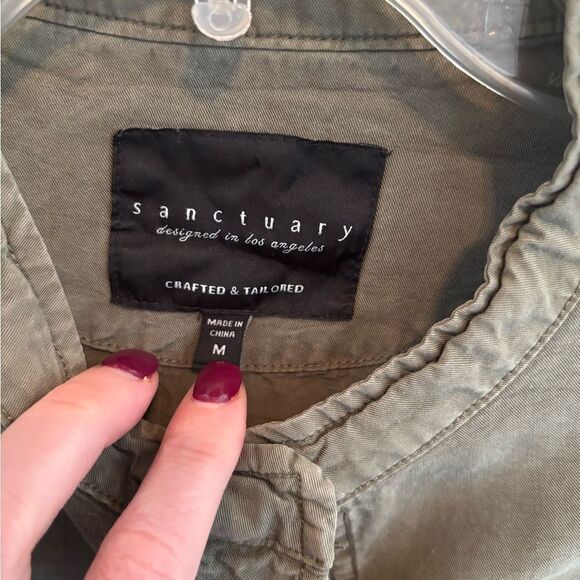 sanctuary
designed in los angeles
CRAFTED & TAILORED
MADE IN
CHINA
M